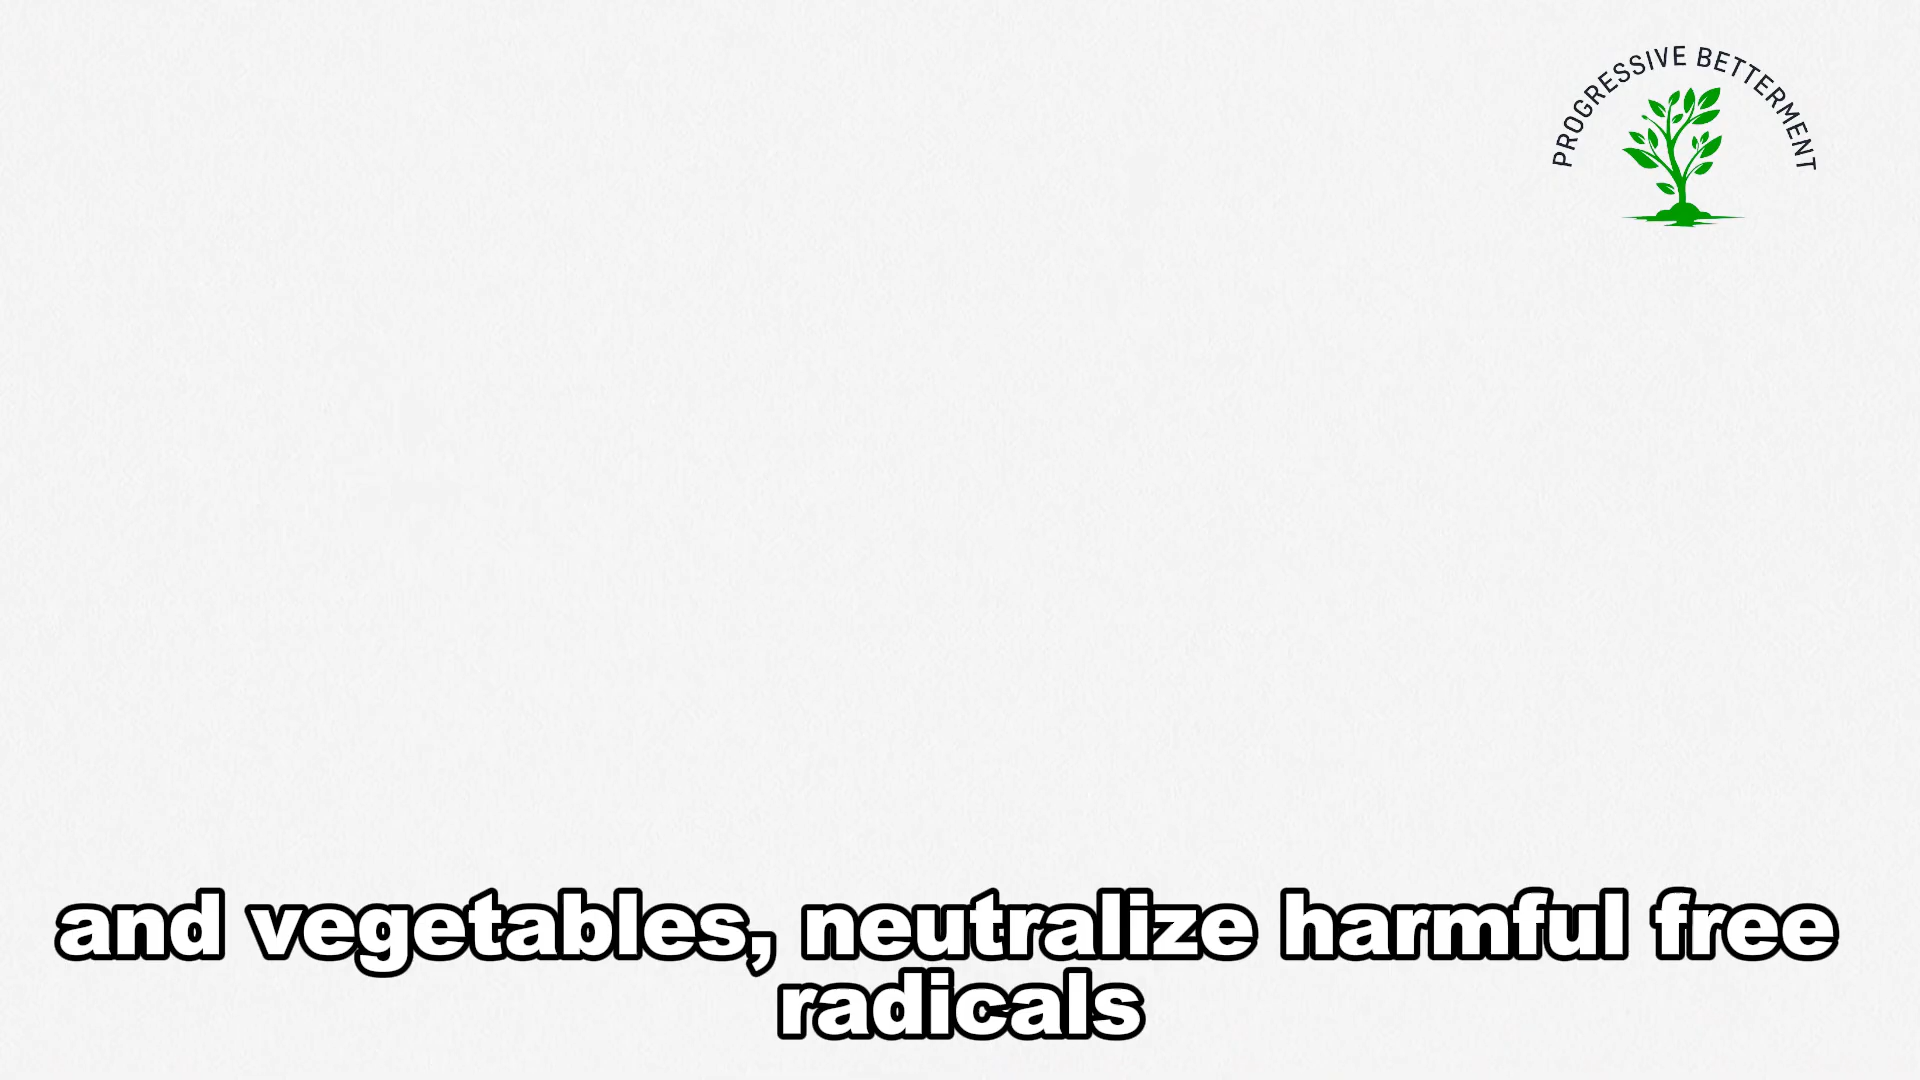 PROGRESSIVE BETTERMENT
and vegetables, neutralize harmful free
radicals